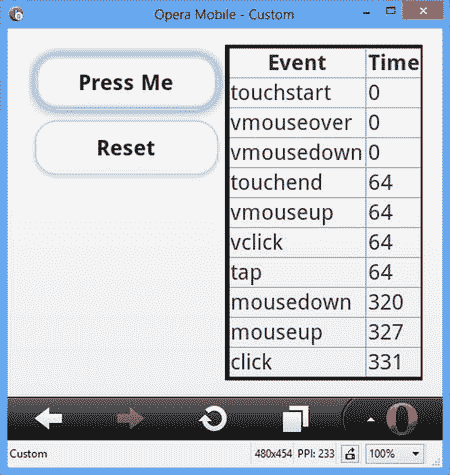 Opera Mobile - Custom
Press Me
Reset
Event Time
touchstart 0
vmouseover 0
vmousedown 0
touchend 64
vmouseup 64
vclick 64
tap 64
mousedown 320
mouseup 327
click 331
Custom 480x454 PPI: 233 100%